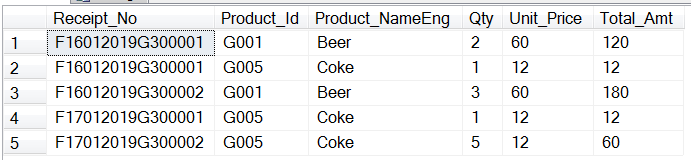 Receipt_No Product_Id Product_NameEng Qty Unit_Price Total_Amt
1 F16012019G300001 G001 Beer 2 60 120
2 F16012019G300001 G005 Coke 1 12 12
3 F16012019G300002 G001 Beer 3 60 180
4 F17012019G300001 G005 Coke 1 12 12
5 F17012019G300002 G005 Coke 5 12 60